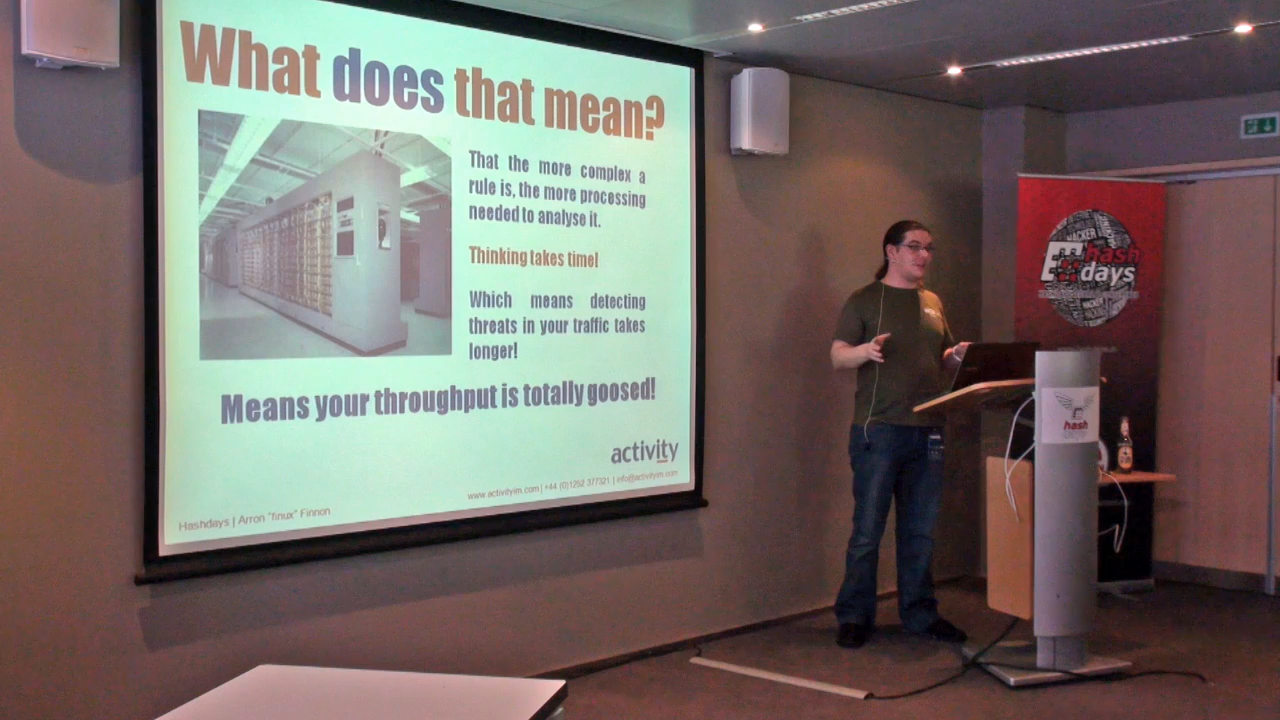 What does that mean?
That the more complex a
rule is, the more processing
needed to analyse it.
Thinking takes time!
Which means detecting
threats in your traffic takes
longer!
Means your throughput is totally goosed!
activity
www.activityim.com | +44 (0)1252 377321 | info@activityim.com
Hashdays | Arron "finux" Finnon
HACKER
hash
days
HACKER
hash